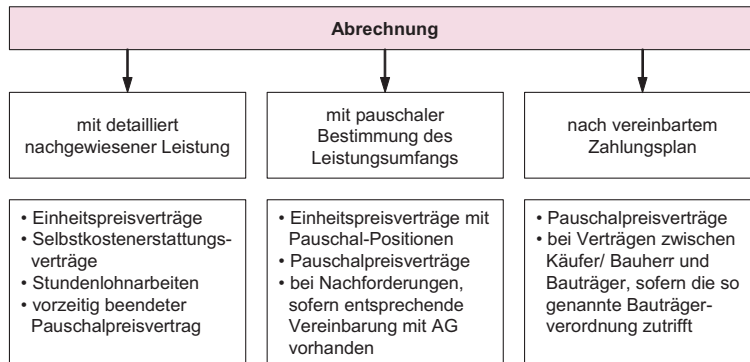 Abrechnung
mit detailliert
nachgewiesener Leistung
mit pauschaler
Bestimmung des
Leistungsumfangs
nach vereinbartem
Zahlungsplan
• Einheitspreisverträge
• Selbstkostenerstattungs-
verträge
• Stundenlohnarbeiten
• vorzeitig beendeter
Pauschalpreisvertrag
• Einheitspreisverträge mit
Pauschal-Positionen
• Pauschalpreisverträge
• bei Nachforderungen,
sofern entsprechende
Vereinbarung mit AG
vorhanden
• Pauschalpreisverträge
• bei Verträgen zwischen
Käufer/ Bauherr und
Bauträger, sofern die so
genannte Bauträger-
verordnung zutrifft